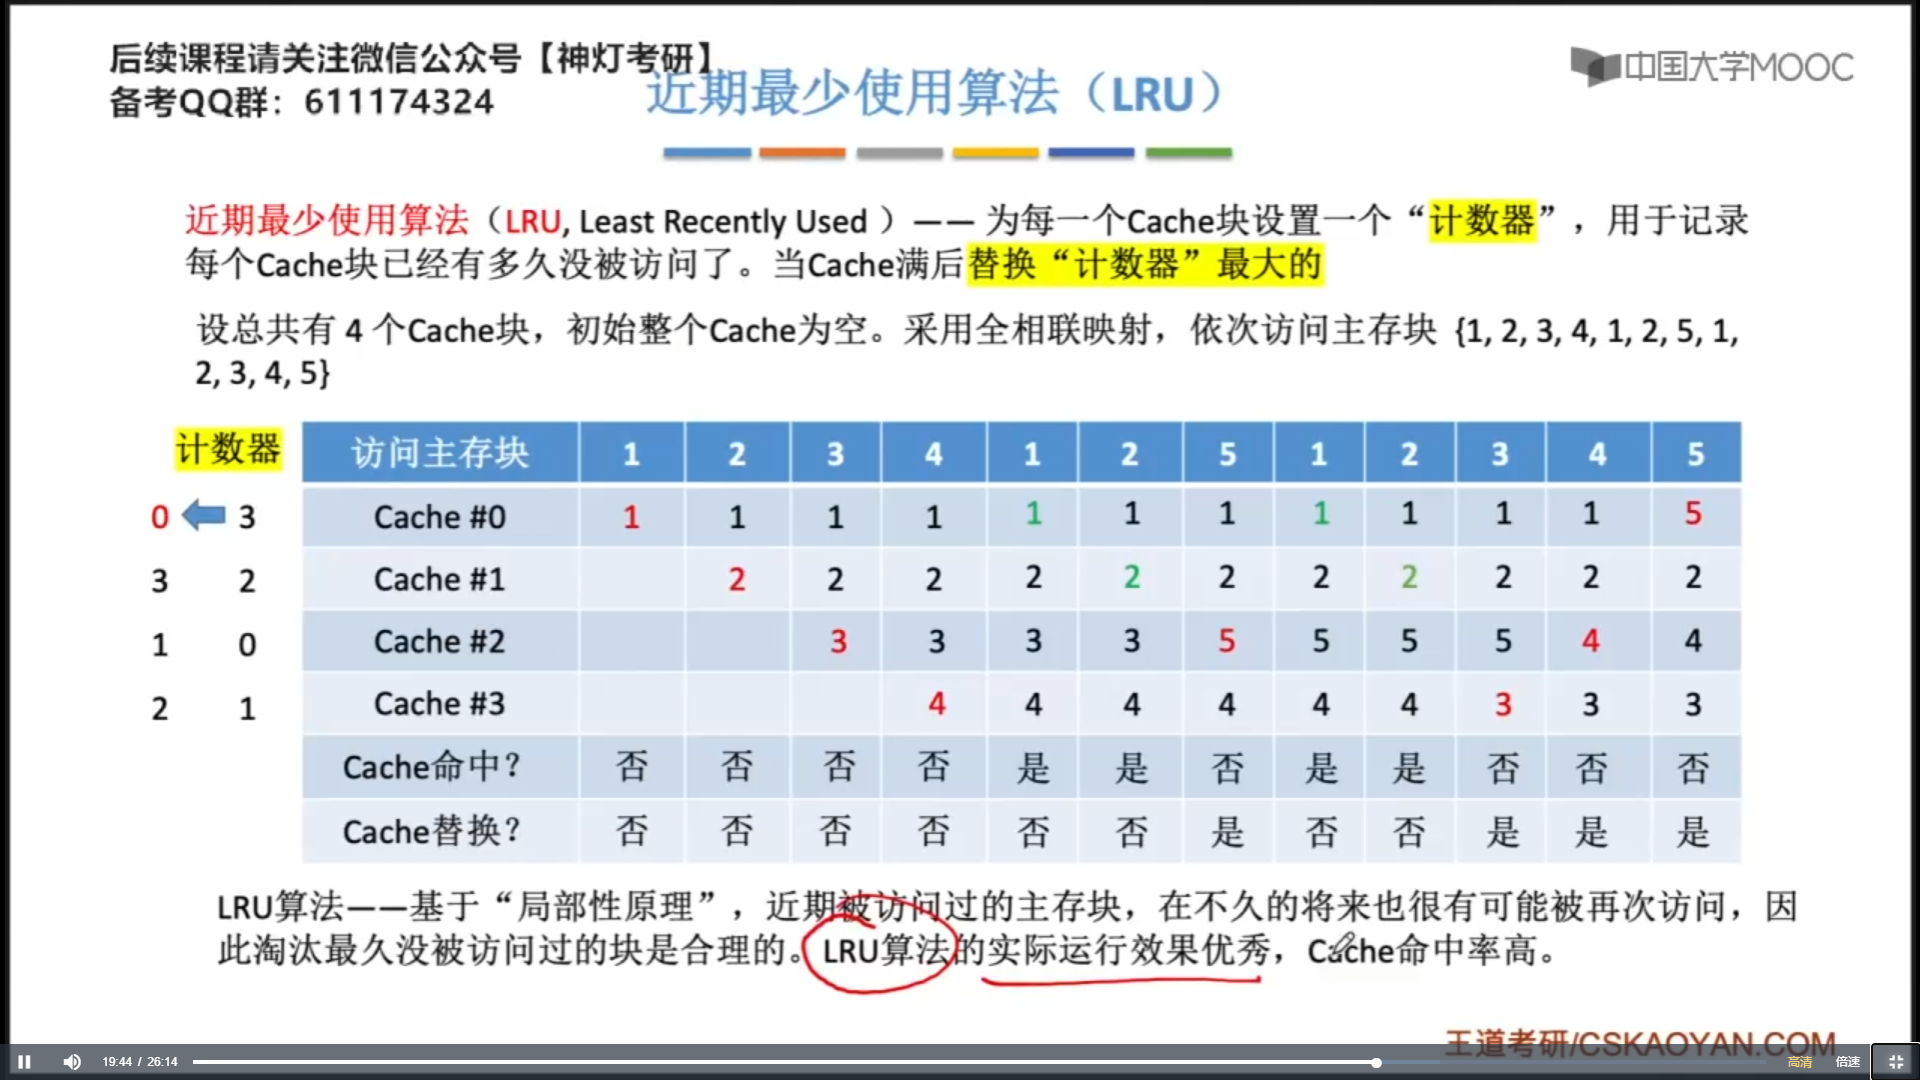 后续课程请关注微信公众号【神灯考研】
备考QQ群：611174324
中国大学MOOC
近期最少使用算法（LRU）
近期最少使用算法（LRU, Least Recently Used ）—— 为每一个Cache块设置一个“计数器”，用于记录
每个Cache块已经有多久没被访问了。当Cache满后替换“计数器”最大的
设总共有 4 个Cache块，初始整个Cache为空。采用全相联映射，依次访问主存块 {1, 2, 3, 4, 1, 2, 5, 1,
2, 3, 4, 5}
计数器 访问主存块 1 2 3 4 1 2 5 1 2 3 4 5
0 3 Cache #0 1 1 1 1 1 1 1 1 1 1 1 5
3 2 Cache #1 2 2 2 2 2 2 2 2 2 2 2
1 0 Cache #2 3 3 3 3 5 5 5 5 4 4
2 1 Cache #3 4 4 4 4 4 4 3 3 3
Cache命中？ 否 否 否 否 是 是 否 是 是 否 否 否
Cache替换？ 否 否 否 否 否 否 是 否 否 是 是 是
LRU算法——基于“局部性原理”，近期被访问过的主存块，在不久的将来也很有可能被再次访问，因
此淘汰最久没被访问过的块是合理的。LRU算法的实际运行效果优秀，Cache命中率高。
王道考研/CSKAOYAN.COM
19:44 / 26:14 高清 倍速